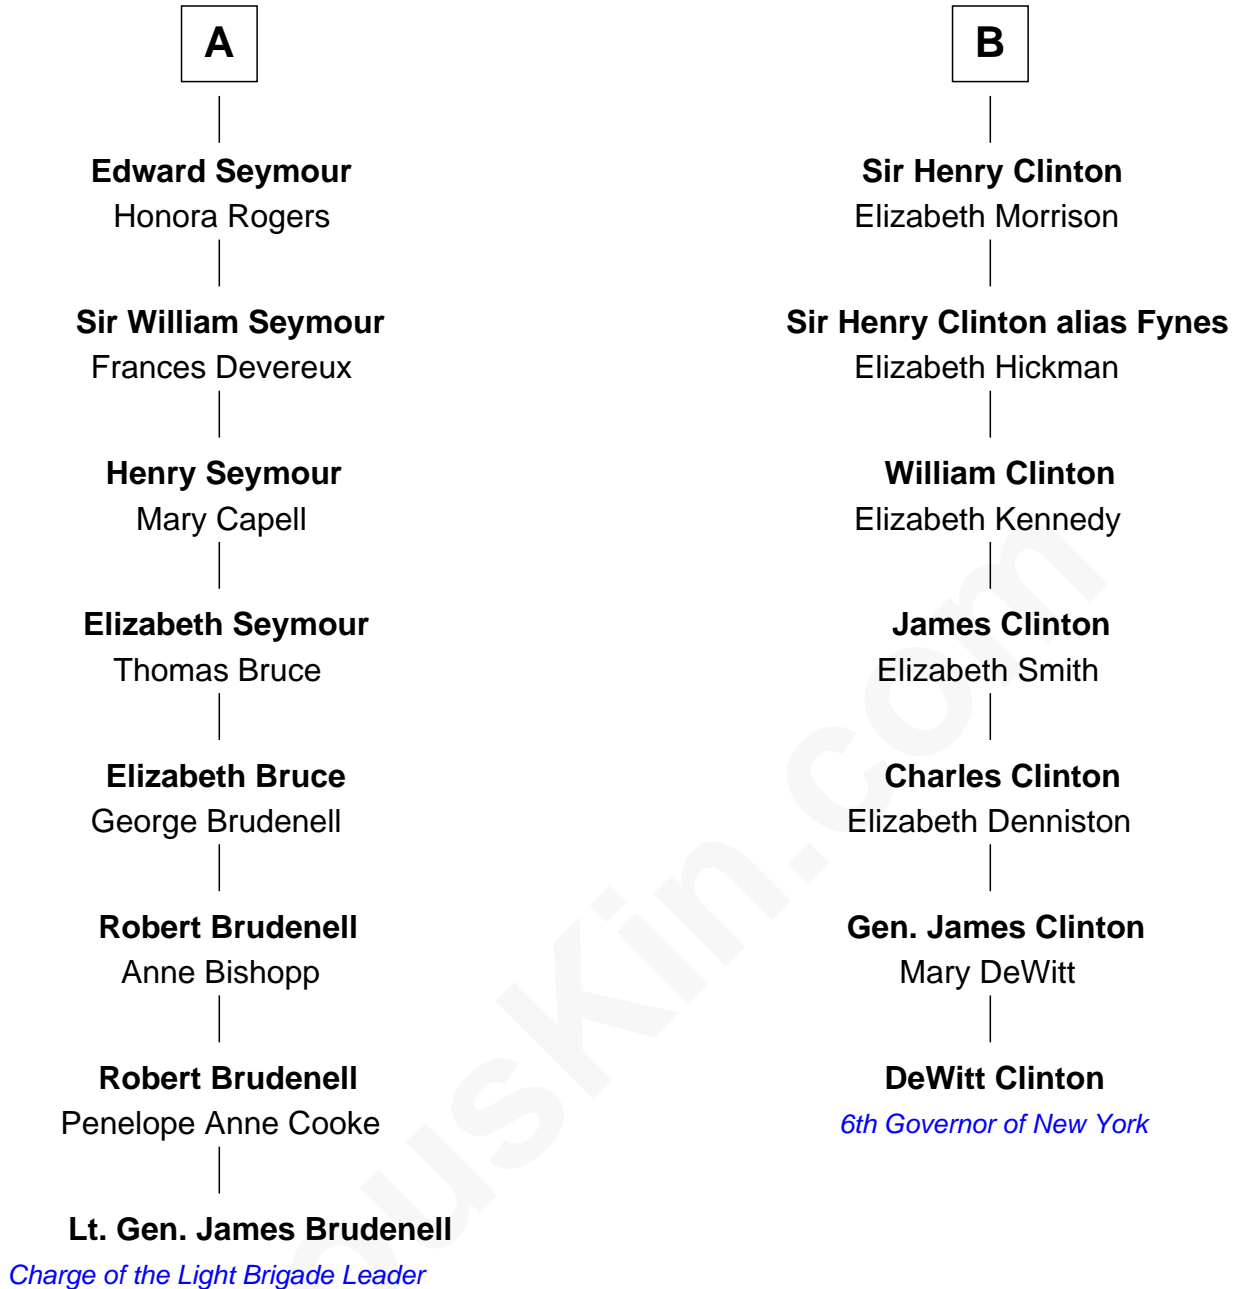 A
Edward Seymour
Honora Rogers
Sir William Seymour
Frances Devereux
Henry Seymour
Mary Capell
Elizabeth Seymour
Thomas Bruce
Elizabeth Bruce
George Brudenell
Robert Brudenell
Anne Bishopp
Robert Brudenell
Penelope Anne Cooke
Lt. Gen. James Brudenell
Charge of the Light Brigade Leader
B
Sir Henry Clinton
Elizabeth Morrison
Sir Henry Clinton alias Fynes
Elizabeth Hickman
William Clinton
Elizabeth Kennedy
James Clinton
Elizabeth Smith
Charles Clinton
Elizabeth Denniston
Gen. James Clinton
Mary DeWitt
DeWitt Clinton
6th Governor of New York
usKin.com